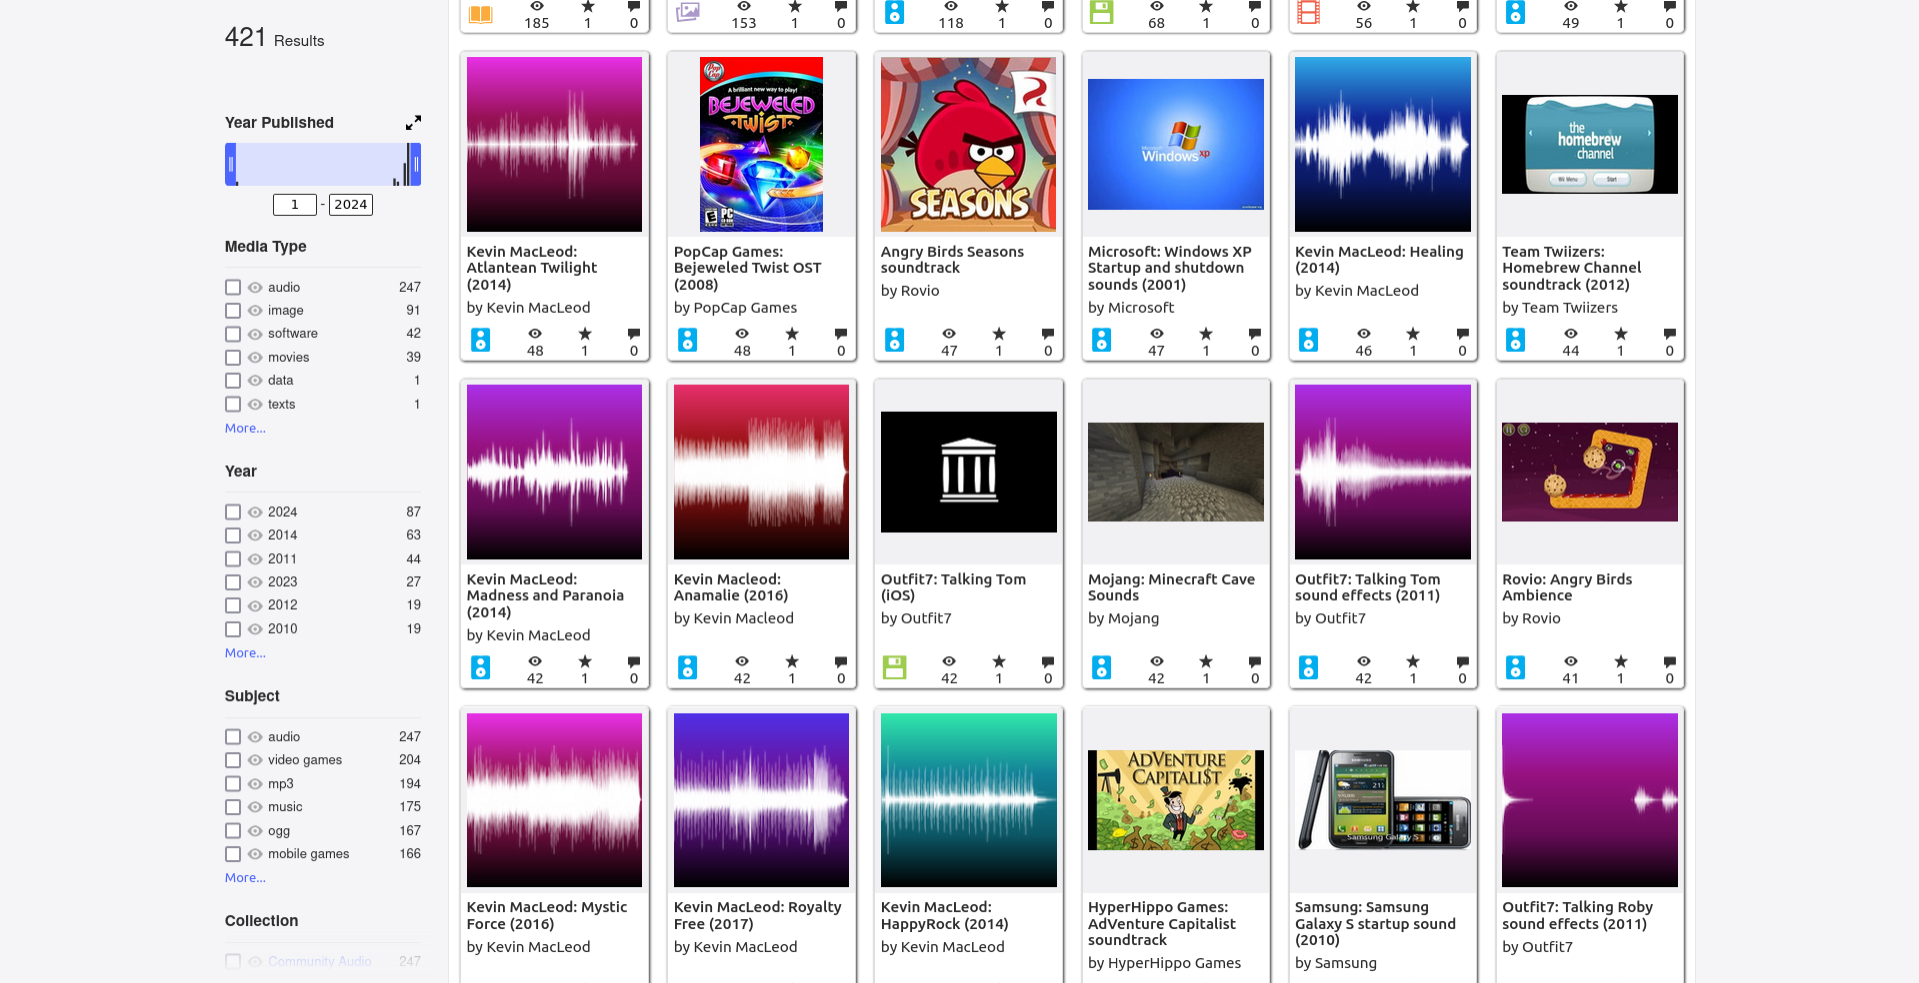 421 Results
Year Published
1 - 2024
Media Type
audio 247
image 91
software 42
movies 39
data 1
texts 1
More...
Year
2024 87
2014 63
2011 44
2023 27
2012 19
2010 19
More...
Subject
audio 247
video games 204
mp3 194
music 175
ogg 167
mobile games 166
More...
Collection
Community Audio 247
185 1 0
153 1 0
118 1 0
68 1 0
56 1 0
49 1 0
Kevin MacLeod:
Atlantean Twilight
(2014)
by Kevin MacLeod
48 1 0
PopCap
A brilliant new way to play!
BEJEWELED
TWIST
PC
PopCap Games:
Bejeweled Twist OST
(2008)
by PopCap Games
48 1 0
SEASONS
Angry Birds Seasons
soundtrack
by Rovio
47 1 0
Microsoft
Windows xp
Microsoft: Windows XP
Startup and shutdown
sounds (2001)
by Microsoft
47 1 0
Kevin MacLeod: Healing
(2014)
by Kevin MacLeod
46 1 0
the
homebrew
channel
Wii Menu
Start
Team Twiizers:
Homebrew Channel
soundtrack (2012)
by Team Twiizers
44 1 0
Kevin MacLeod:
Madness and Paranoia
(2014)
by Kevin MacLeod
42 1 0
Kevin Macleod:
Anamalie (2016)
by Kevin Macleod
42 1 0
Outfit7: Talking Tom
(iOS)
by Outfit7
42 1 0
Mojang: Minecraft Cave
Sounds
by Mojang
42 1 0
Outfit7: Talking Tom
sound effects (2011)
by Outfit7
42 1 0
Rovio: Angry Birds
Ambience
by Rovio
41 1 0
Kevin MacLeod: Mystic
Force (2016)
by Kevin MacLeod
Kevin MacLeod: Royalty
Free (2017)
by Kevin MacLeod
Kevin MacLeod:
HappyRock (2014)
by Kevin MacLeod
ADVENTURE
CAPITALI$T
HyperHippo Games:
AdVenture Capitalist
soundtrack
by HyperHippo Games
Samsung Galaxy S
Samsung: Samsung
Galaxy S startup sound
(2010)
by Samsung
Outfit7: Talking Roby
sound effects (2011)
by Outfit7